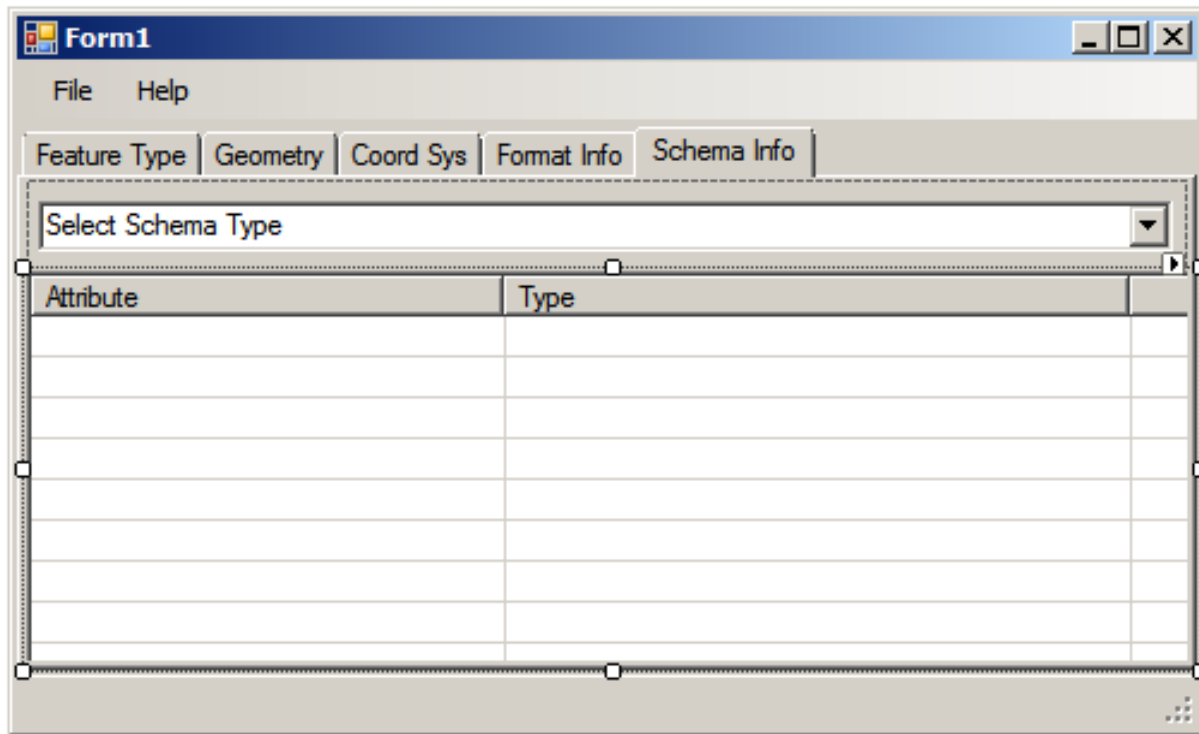 Form1
File Help
Feature Type Geometry Coord Sys Format Info Schema Info
Select Schema Type
Attribute Type